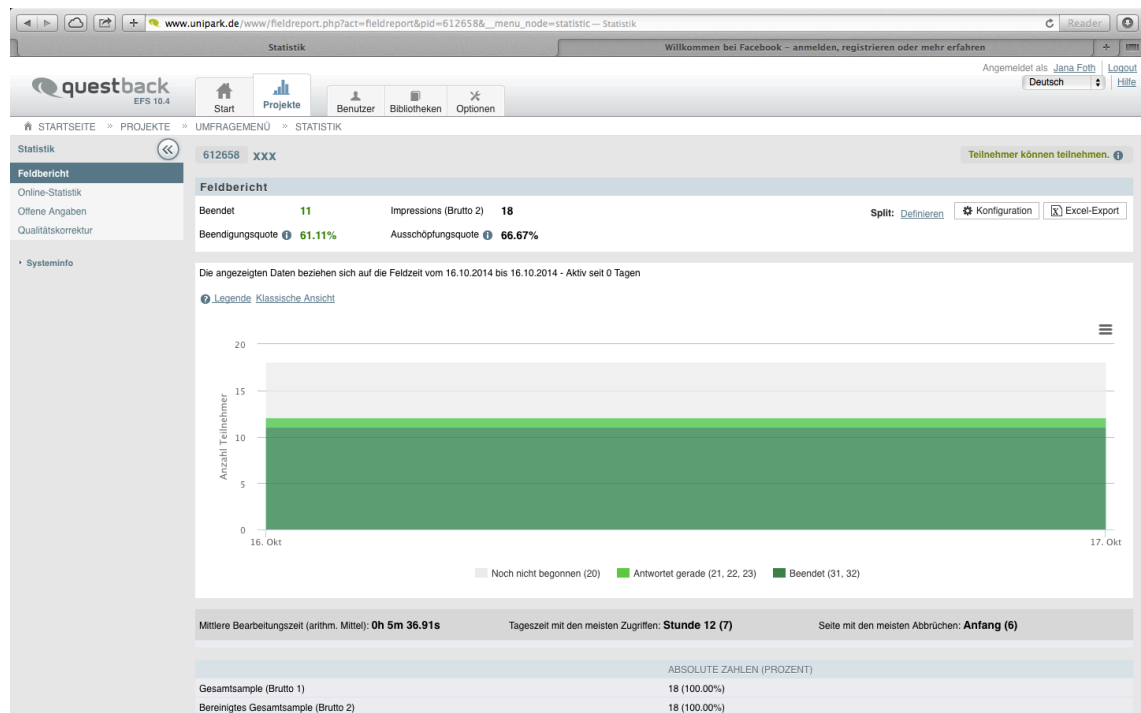 www.unipark.de/www/fieldreport.php?act=fieldreport&pid=612658&__menu_node=statistic — Statistik
Reader
Statistik
Willkommen bei Facebook – anmelden, registrieren oder mehr erfahren
Angemeldet als Jana Foth Logout
Deutsch Hilfe
questback
EFS 10.4
Start Projekte Benutzer Bibliotheken Optionen
STARTSEITE » PROJEKTE » UMFRAGEMENÜ » STATISTIK
Statistik
Feldbericht
Online-Statistik
Offene Angaben
Qualitätskorrektur
Systeminfo
612658 xxx
Teilnehmer können teilnehmen.
Feldbericht
Beendet 11 Impressions (Brutto 2) 18
Split: Definieren Konfiguration Excel-Export
Beendigungsquote 61.11% Ausschöpfungsquote 66.67%
Die angezeigten Daten beziehen sich auf die Feldzeit vom 16.10.2014 bis 16.10.2014 - Aktiv seit 0 Tagen
Legende Klassische Ansicht
Anzahl Teilnehmer
20
15
10
5
0
16. Okt 17. Okt
Noch nicht begonnen (20) Antwortet gerade (21, 22, 23) Beendet (31, 32)
Mittlere Bearbeitungszeit (arithm. Mittel): 0h 5m 36.91s Tageszeit mit den meisten Zugriffen: Stunde 12 (7) Seite mit den meisten Abbrüchen: Anfang (6)
ABSOLUTE ZAHLEN (PROZENT)
Gesamtsample (Brutto 1) 18 (100.00%)
Bereinigtes Gesamtsample (Brutto 2) 18 (100.00%)